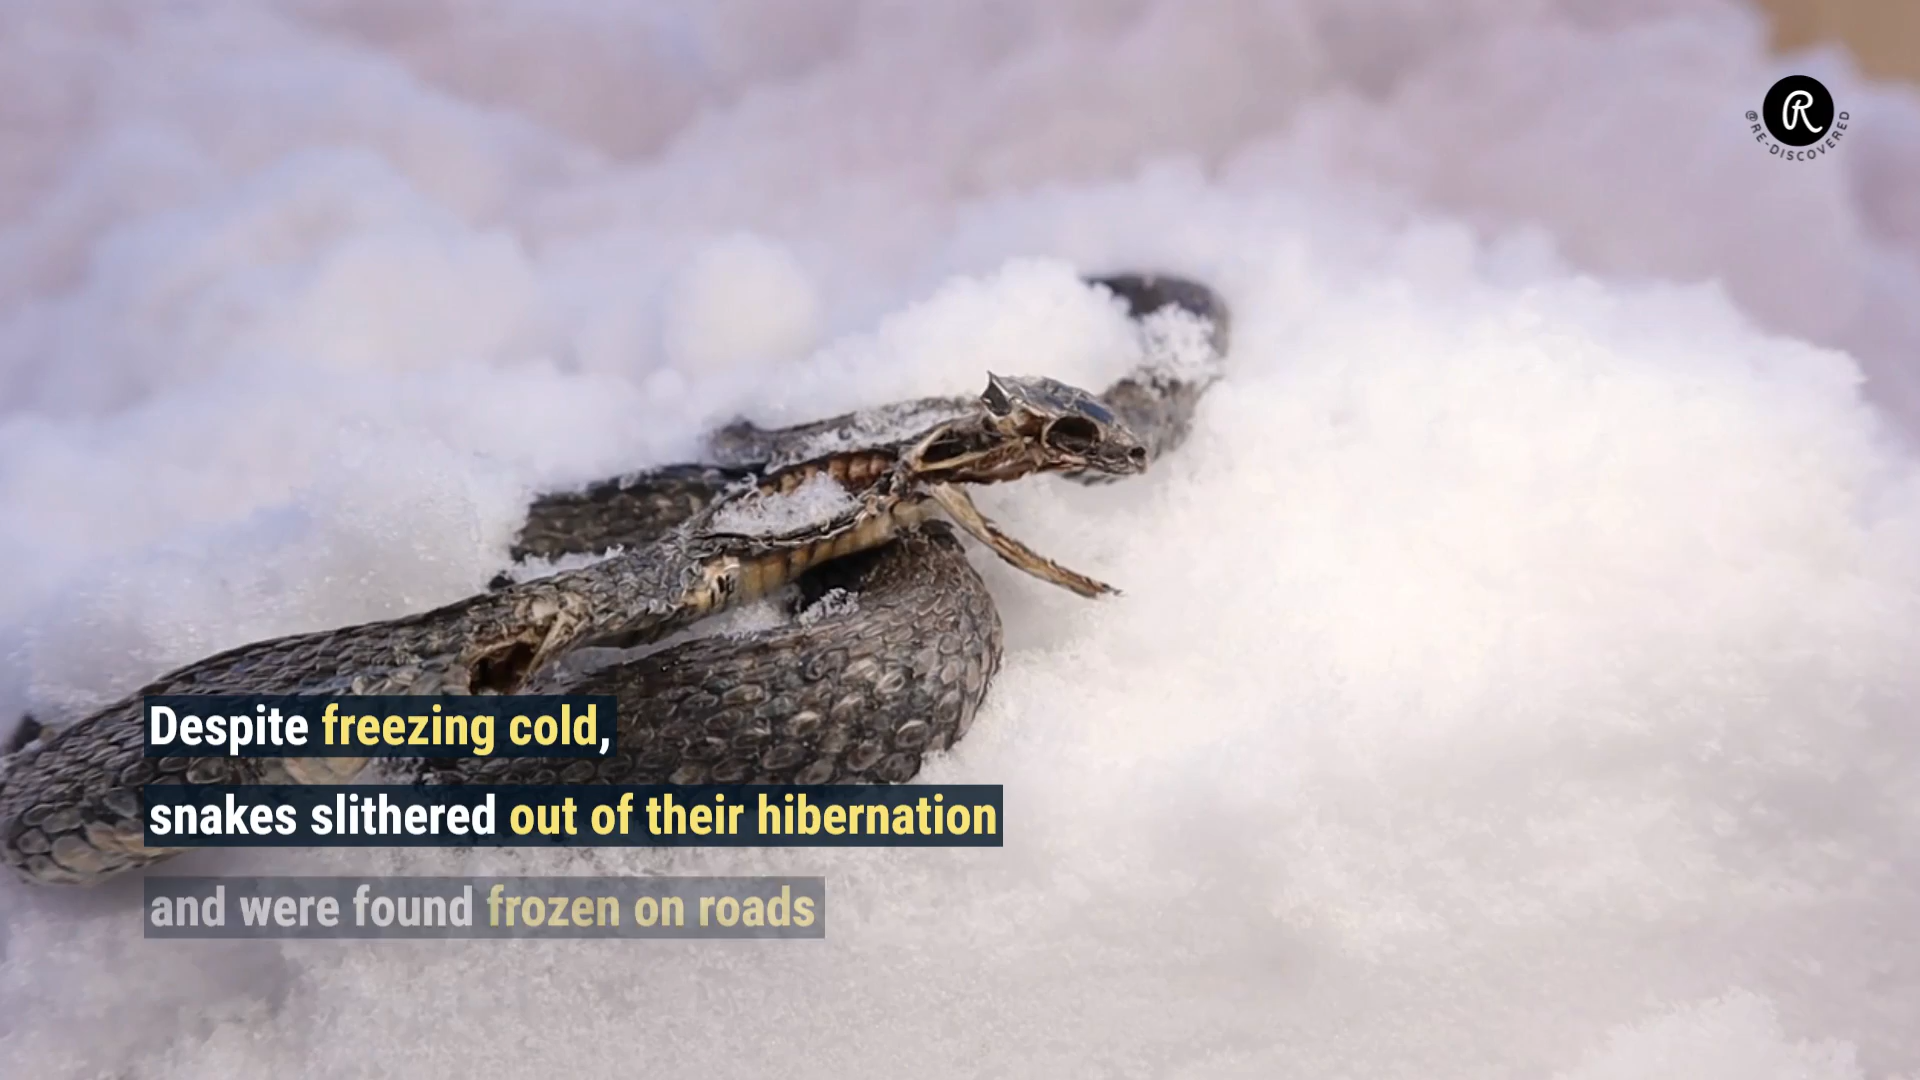 R
@RE-DISCOVERED
Despite freezing cold,
snakes slithered out of their hibernation
and were found frozen on roads